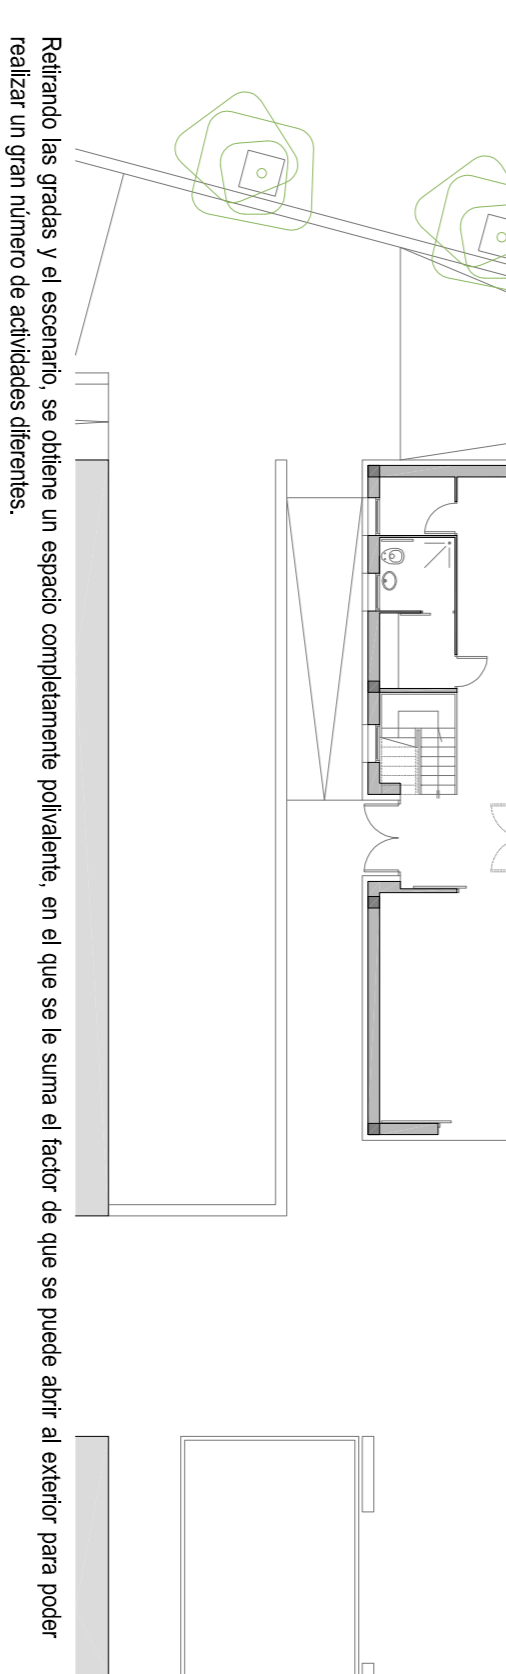 Retirando las gradas y el escenario, se obtiene un espacio completamente polivalente, en el que se le suma el factor de que se puede abrir al exterior para poder
realizar un gran número de actividades diferentes.